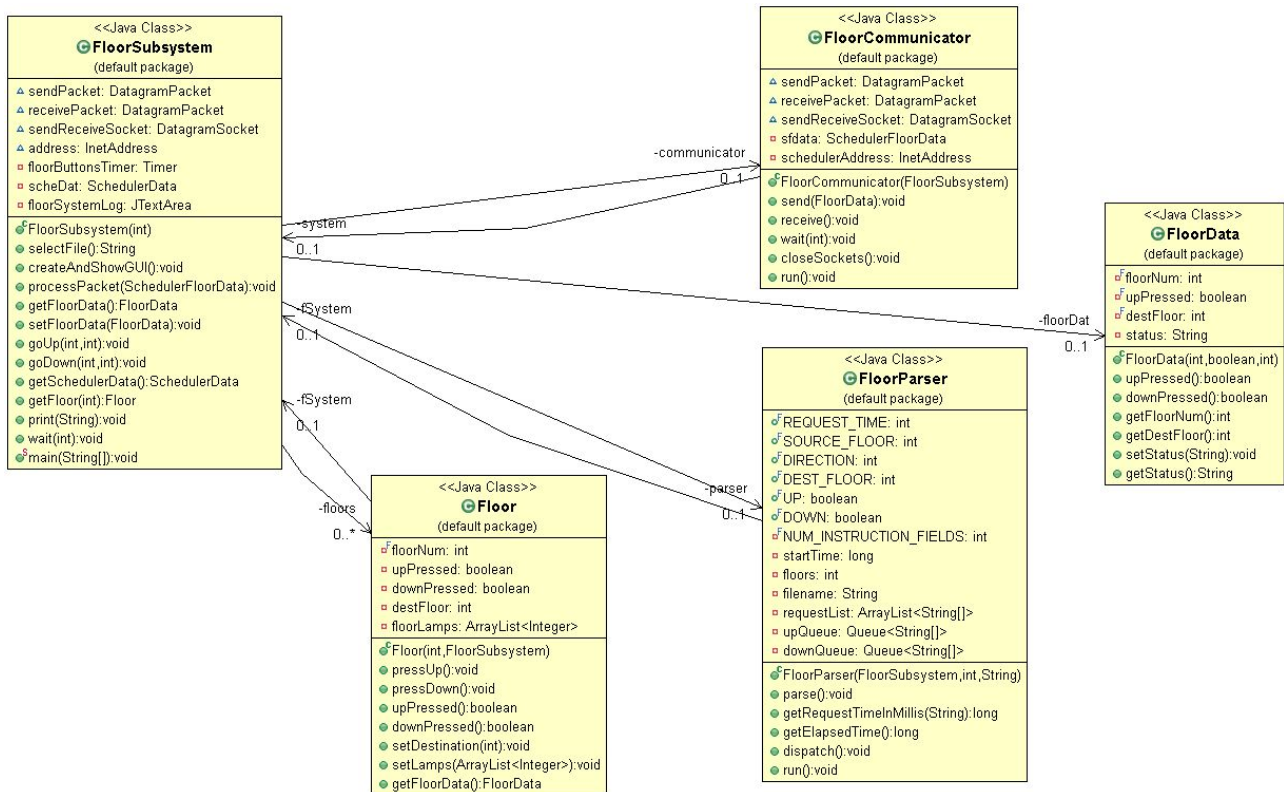 <<Java Class>>
FloorSubsystem
(default package)
sendPacket: DatagramPacket
receivePacket: DatagramPacket
sendReceiveSocket: DatagramSocket
address: InetAddress
floorButtonsTimer: Timer
scheDat: SchedulerData
floorSystemLog: JTextArea
FloorSubsystem(int)
selectFile():String
createAndShowGUI():void
processPacket(SchedulerFloorData):void
getFloorData():FloorData
setFloorData(FloorData):void
goUp(int,int):void
goDown(int,int):void
getSchedulerData():SchedulerData
getFloor(int):Floor
print(String):void
wait(int):void
main(String[]):void
<<Java Class>>
FloorCommunicator
(default package)
sendPacket: DatagramPacket
receivePacket: DatagramPacket
sendReceiveSocket: DatagramSocket
sfdata: SchedulerFloorData
schedulerAddress: InetAddress
FloorCommunicator(FloorSubsystem)
send(FloorData):void
receive():void
wait(int):void
closeSockets():void
run():void
-communicator
0..1
-system
0..1
-fSystem
0..1
-fSystem
0..1
-floors
0..*
-parser
0..1
-floorDat
0..1
<<Java Class>>
FloorData
(default package)
floorNum: int
upPressed: boolean
destFloor: int
status: String
FloorData(int,boolean,int)
upPressed():boolean
downPressed():boolean
getFloorNum():int
getDestFloor():int
setStatus(String):void
getStatus():String
<<Java Class>>
FloorParser
(default package)
REQUEST_TIME: int
SOURCE_FLOOR: int
DIRECTION: int
DEST_FLOOR: int
UP: boolean
DOWN: boolean
NUM_INSTRUCTION_FIELDS: int
startTime: long
floors: int
filename: String
requestList: ArrayList<String[]>
upQueue: Queue<String[]>
downQueue: Queue<String[]>
FloorParser(FloorSubsystem,int,String)
parse():void
getRequestTimeInMillis(String):long
getElapsedTime():long
dispatch():void
run():void
<<Java Class>>
Floor
(default package)
floorNum: int
upPressed: boolean
downPressed: boolean
destFloor: int
floorLamps: ArrayList<Integer>
Floor(int,FloorSubsystem)
pressUp():void
pressDown():void
upPressed():boolean
downPressed():boolean
setDestination(int):void
setLamps(ArrayList<Integer>):void
getFloorData():FloorData